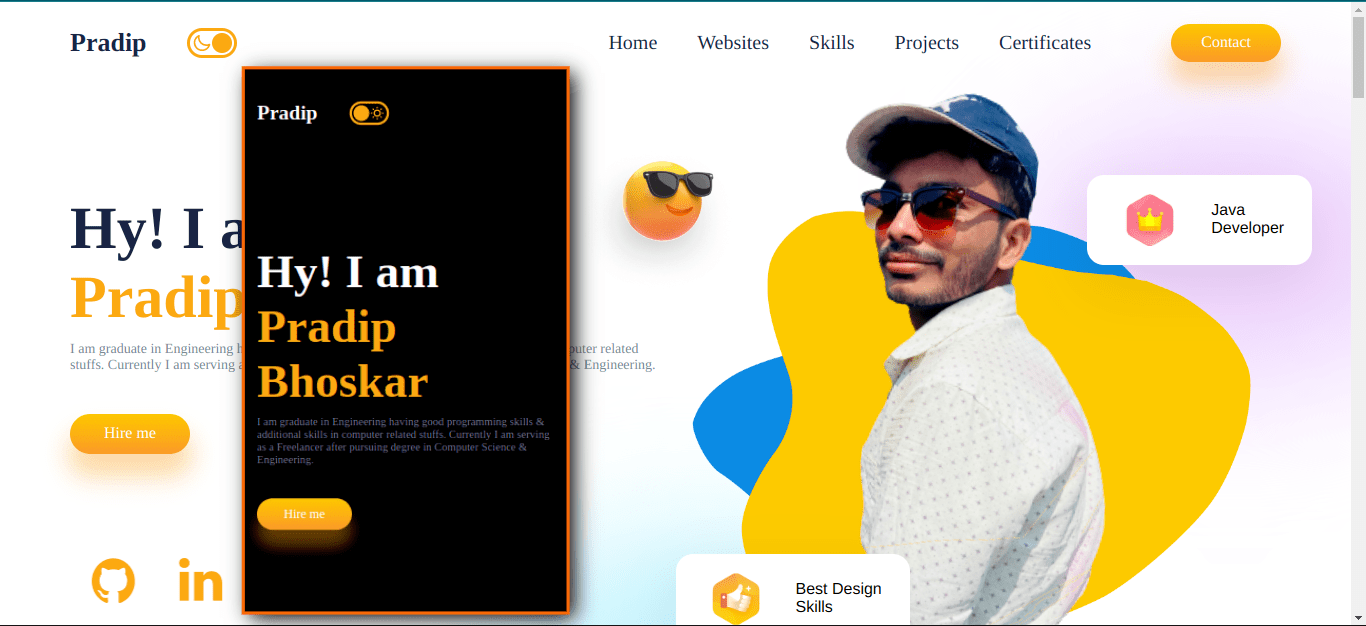 Pradip
Home
Websites
Skills
Projects
Certificates
Contact
Hy! I a
Pradip
I am graduate in Engineering h
puter related
stuffs. Currently I am serving a
& Engineering.
Hire me
in
Pradip
Hy! I am
Pradip
Bhoskar
I am graduate in Engineering having good programming skills &
additional skills in computer related stuffs. Currently I am serving
as a Freelancer after pursuing degree in Computer Science &
Engineering.
Hire me
Java
Developer
Best Design
Skills